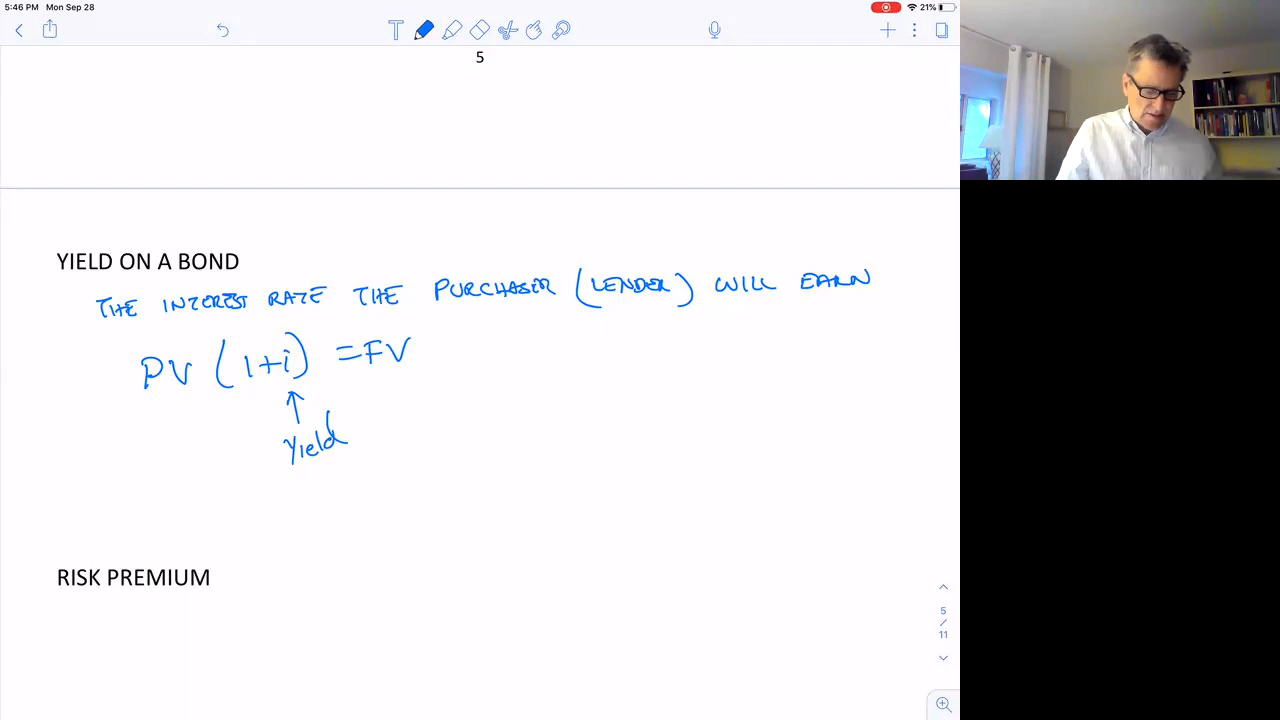 5:46 PM Mon Sep 28
21%
5
YIELD ON A BOND
THE INTEREST RATE THE PURCHASER (LENDER) WILL EARN
PV (1+i) = FV
↑
Yield
RISK PREMIUM
5
/
11